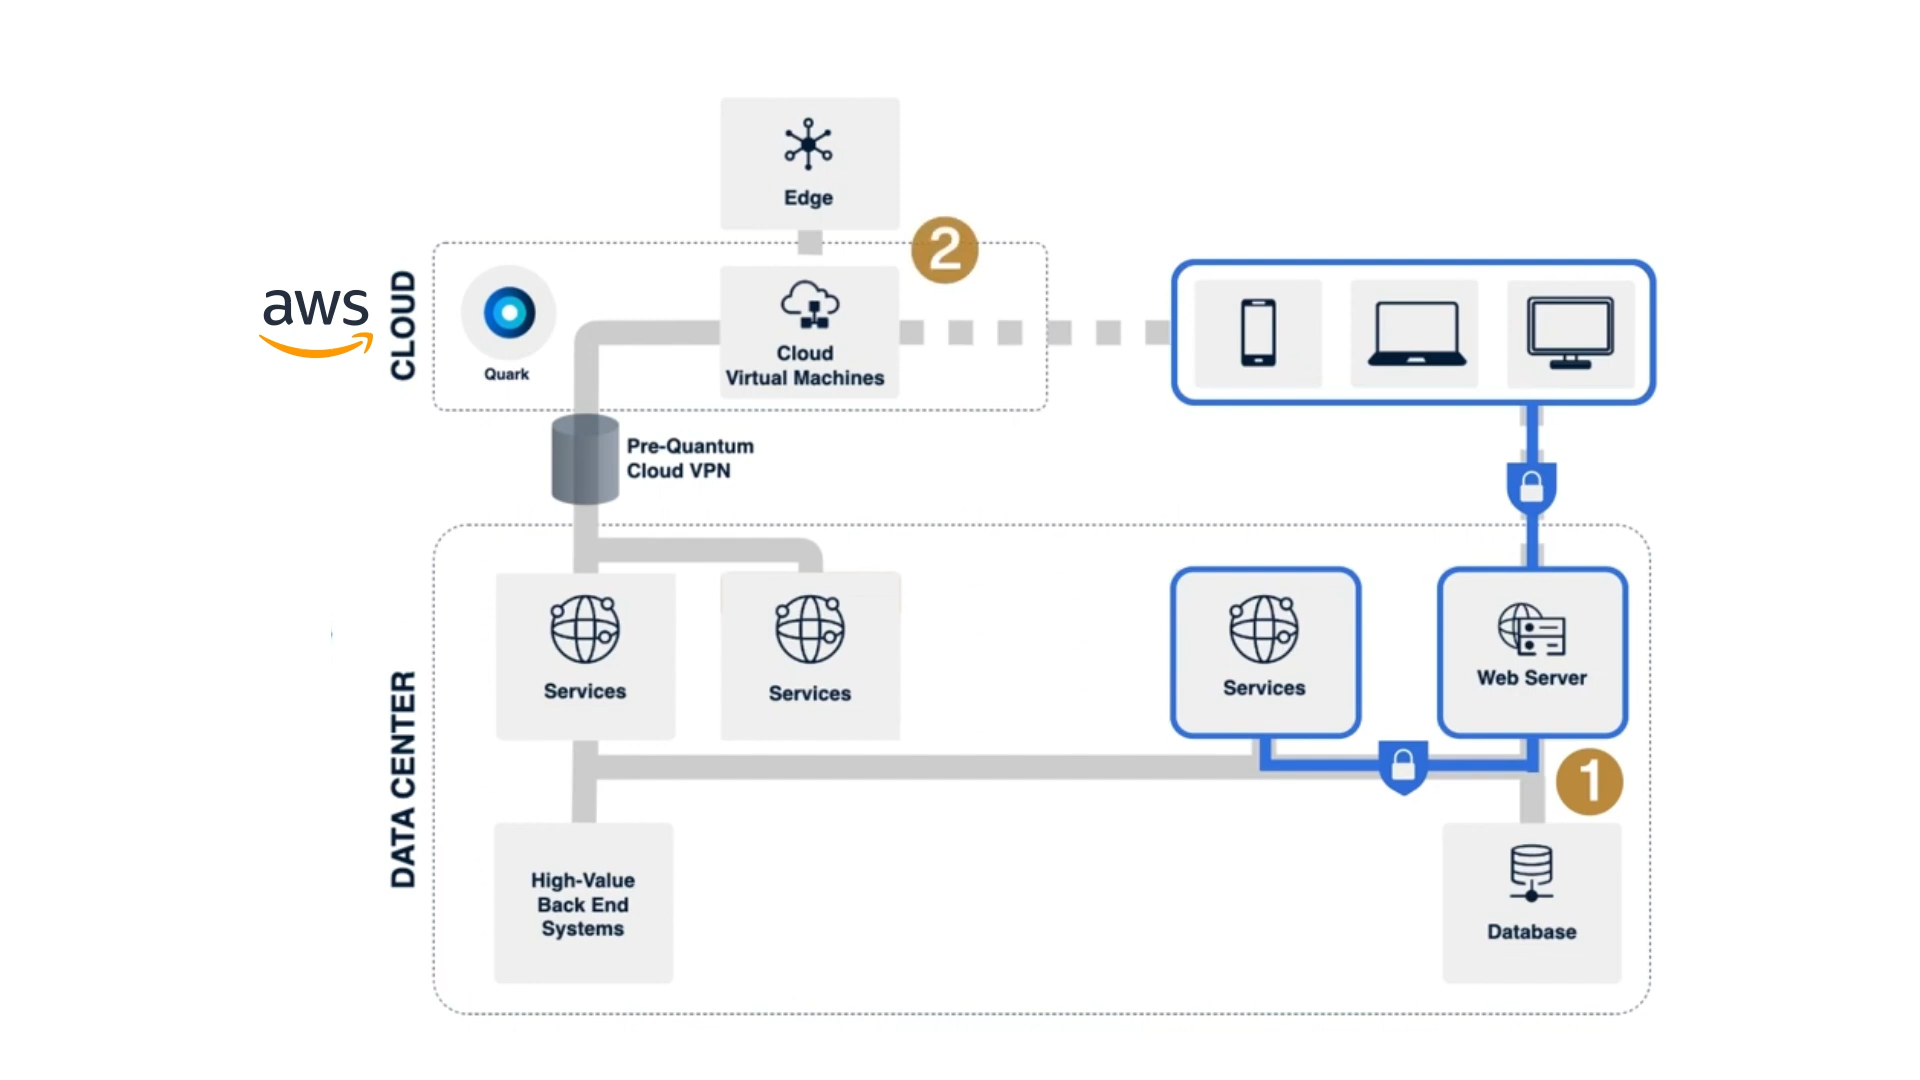 Edge
2
aws
CLOUD
Quark
Cloud
Virtual Machines
Pre-Quantum
Cloud VPN
DATA CENTER
Services
Services
Services
Web Server
1
High-Value
Back End
Systems
Database